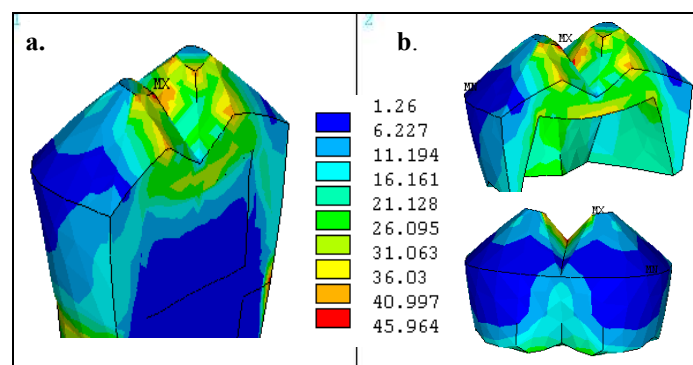 1
a.
MX
1.26
6.227
11.194
16.161
21.128
26.095
31.063
36.03
40.997
45.964
2
b.
MX
MN
MX
MN